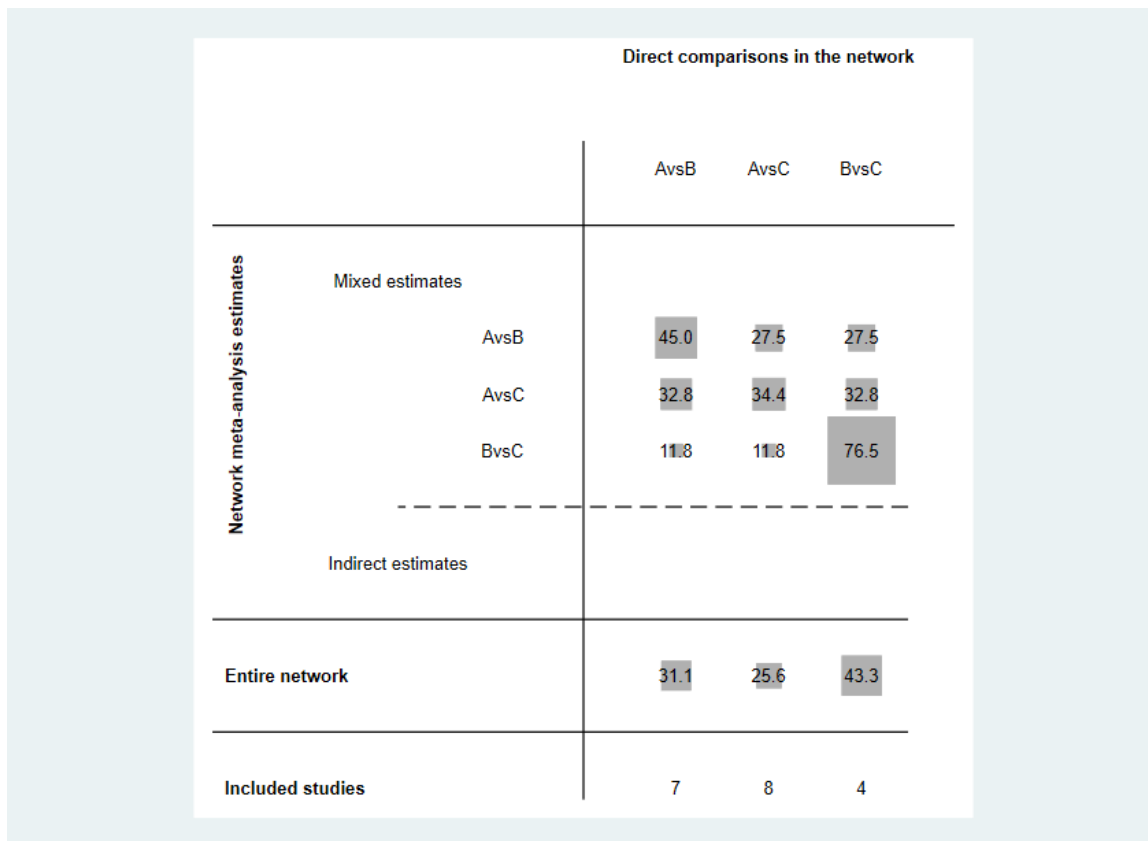 Direct comparisons in the network
AvsB AvsC BvsC
Network meta-analysis estimates
Mixed estimates
AvsB 45.0 27.5 27.5
AvsC 32.8 34.4 32.8
BvsC 11.8 11.8 76.5
Indirect estimates
Entire network 31.1 25.6 43.3
Included studies 7 8 4